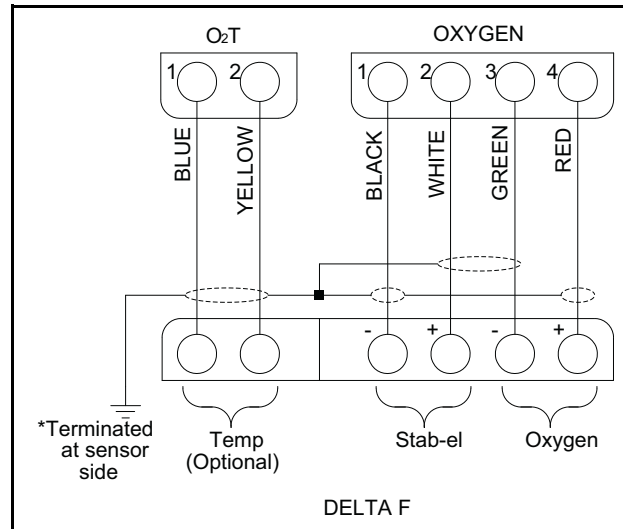 O2T OXYGEN
1 2 1 2 3 4
BLUE YELLOW BLACK WHITE GREEN RED
- + - +
*Terminated
at sensor
side
Temp
(Optional)
Stab-el
Oxygen
DELTA F